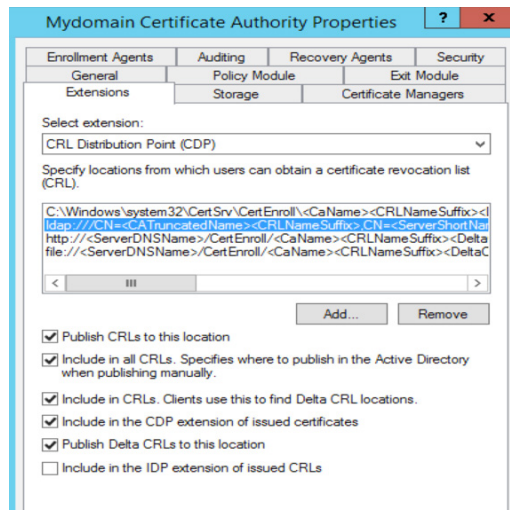 Mydomain Certificate Authority Properties
?
x
Enrollment Agents
Auditing
Recovery Agents
Security
General
Policy Module
Exit Module
Extensions
Storage
Certificate Managers
Select extension:
CRL Distribution Point (CDP)
Specify locations from which users can obtain a certificate revocation list
(CRL).
C:\Windows\system32\CertSrv\CertEnroll\<CaName><CRLNameSuffix><
ldap:///CN=<CATruncatedName><CRLNameSuffix>,CN=<ServerShortNar
http://<ServerDNSName>/CertEnroll/<CaName><CRLNameSuffix><Delta
file://<ServerDNSName>/CertEnroll/<CaName><CRLNameSuffix><DeltaC
Add...
Remove
Publish CRLs to this location
Include in all CRLs. Specifies where to publish in the Active Directory
when publishing manually.
Include in CRLs. Clients use this to find Delta CRL locations.
Include in the CDP extension of issued certificates
Publish Delta CRLs to this location
Include in the IDP extension of issued CRLs